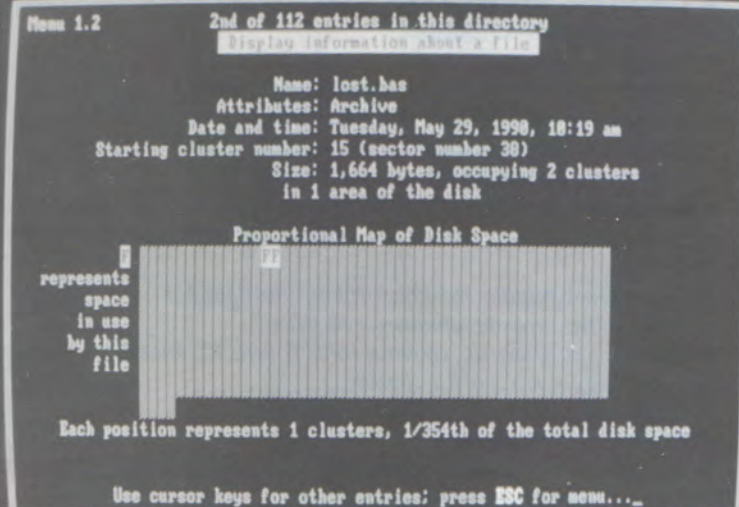 Menu 1.2
2nd of 112 entries in this directory
Display information about a file
Name: lost.bas
Attributes: Archive
Date and time: Tuesday, May 29, 1990, 10:19 am
Starting cluster number: 15 (sector number 38)
Size: 1,664 bytes, occupying 2 clusters
in 1 area of the disk
Proportional Map of Disk Space
F
FF
represents
space
in use
by this
file
Each position represents 1 clusters, 1/354th of the total disk space
Use cursor keys for other entries; press ESC for menu..._